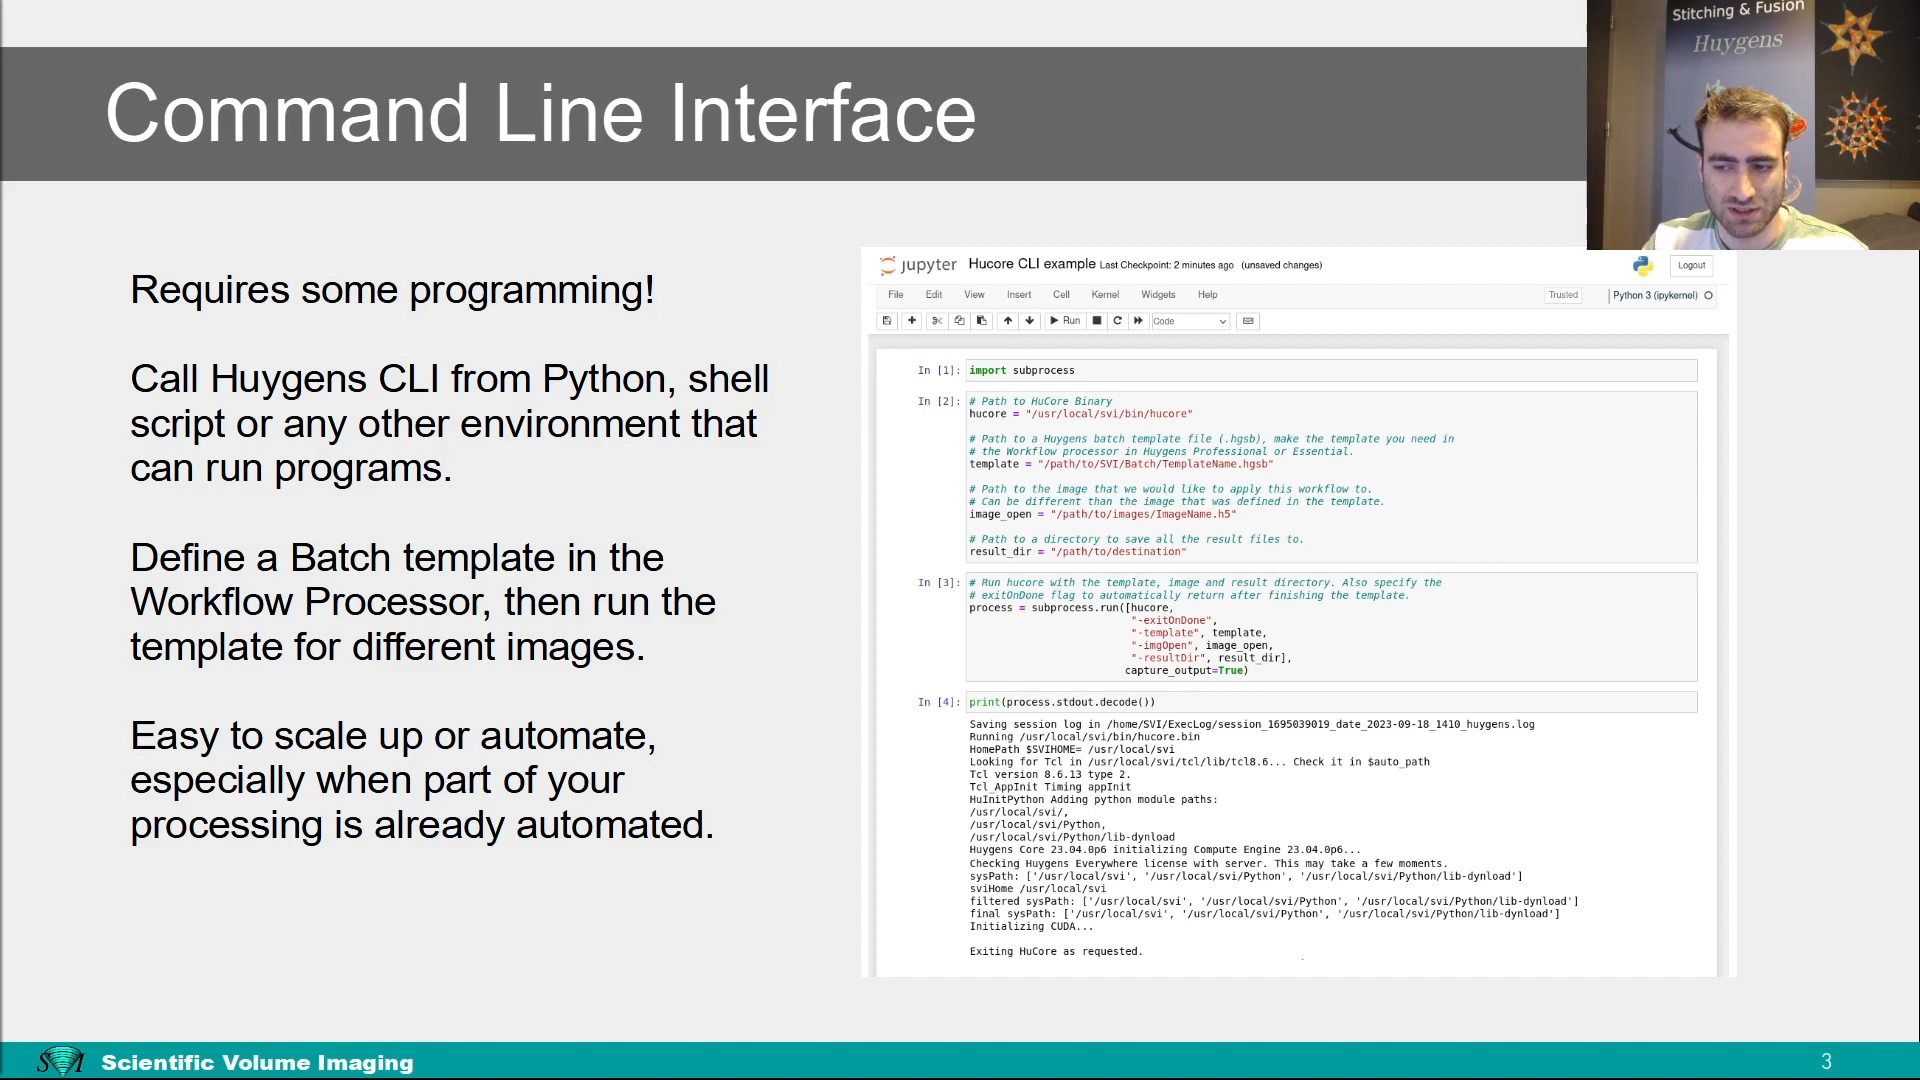 Stitching & Fusion
Huygens
Command Line Interface
Requires some programming!
Call Huygens CLI from Python, shell
script or any other environment that
can run programs.
Define a Batch template in the
Workflow Processor, then run the
template for different images.
Easy to scale up or automate,
especially when part of your
processing is already automated.
jupyter Hucore CLI example Last Checkpoint: 2 minutes ago (unsaved changes) Logout
File Edit View Insert Cell Kernel Widgets Help Trusted Python 3 (ipykernel)
Run Code
In [1]: import subprocess
In [2]: # Path to HuCore Binary
hucore = "/usr/local/svi/bin/hucore"
# Path to a Huygens batch template file (.hgsb), make the template you need in
# the Workflow processor in Huygens Professional or Essential.
template = "/path/to/SVI/Batch/TemplateName.hgsb"
# Path to the image that we would like to apply this workflow to.
# Can be different than the image that was defined in the template.
image_open = "/path/to/images/ImageName.h5"
# Path to a directory to save all the result files to.
result_dir = "/path/to/destination"
In [3]: # Run hucore with the template, image and result directory. Also specify the
# exitOnDone flag to automatically return after finishing the template.
process = subprocess.run([hucore,
"-exitOnDone",
"-template", template,
"-imgOpen", image_open,
"-resultDir", result_dir],
capture_output=True)
In [4]: print(process.stdout.decode())
Saving session log in /home/SVI/ExecLog/session_1695039019_date_2023-09-18_1410_huygens.log
Running /usr/local/svi/bin/hucore.bin
HomePath $SVIHOME= /usr/local/svi
Looking for Tcl in /usr/local/svi/tcl/lib/tcl8.6... Check it in $auto_path
Tcl version 8.6.13 type 2.
Tcl_AppInit Timing appInit
HuInitPython Adding python module paths:
/usr/local/svi/,
/usr/local/svi/Python,
/usr/local/svi/Python/lib-dynload
Huygens Core 23.04.0p6 initializing Compute Engine 23.04.0p6...
Checking Huygens Everywhere license with server. This may take a few moments.
sysPath: ['/usr/local/svi', '/usr/local/svi/Python', '/usr/local/svi/Python/lib-dynload']
sviHome /usr/local/svi
filtered sysPath: ['/usr/local/svi', '/usr/local/svi/Python', '/usr/local/svi/Python/lib-dynload']
final sysPath: ['/usr/local/svi', '/usr/local/svi/Python', '/usr/local/svi/Python/lib-dynload']
Initializing CUDA...
Exiting HuCore as requested.
SVI Scientific Volume Imaging
3